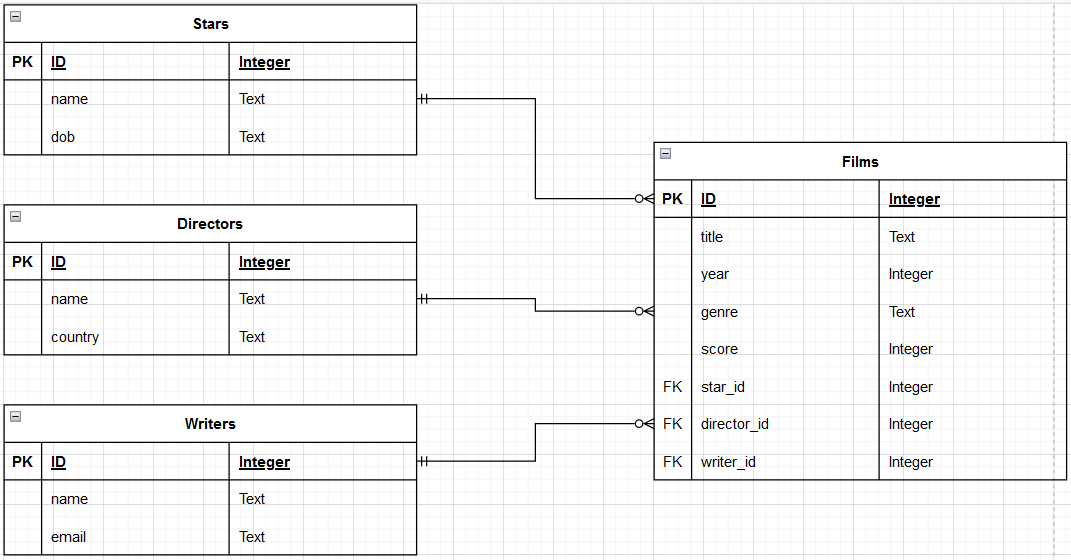 Stars
PK ID Integer
name Text
dob Text
Directors
PK ID Integer
name Text
country Text
Writers
PK ID Integer
name Text
email Text
Films
PK ID Integer
title Text
year Integer
genre Text
score Integer
FK star_id Integer
FK director_id Integer
FK writer_id Integer